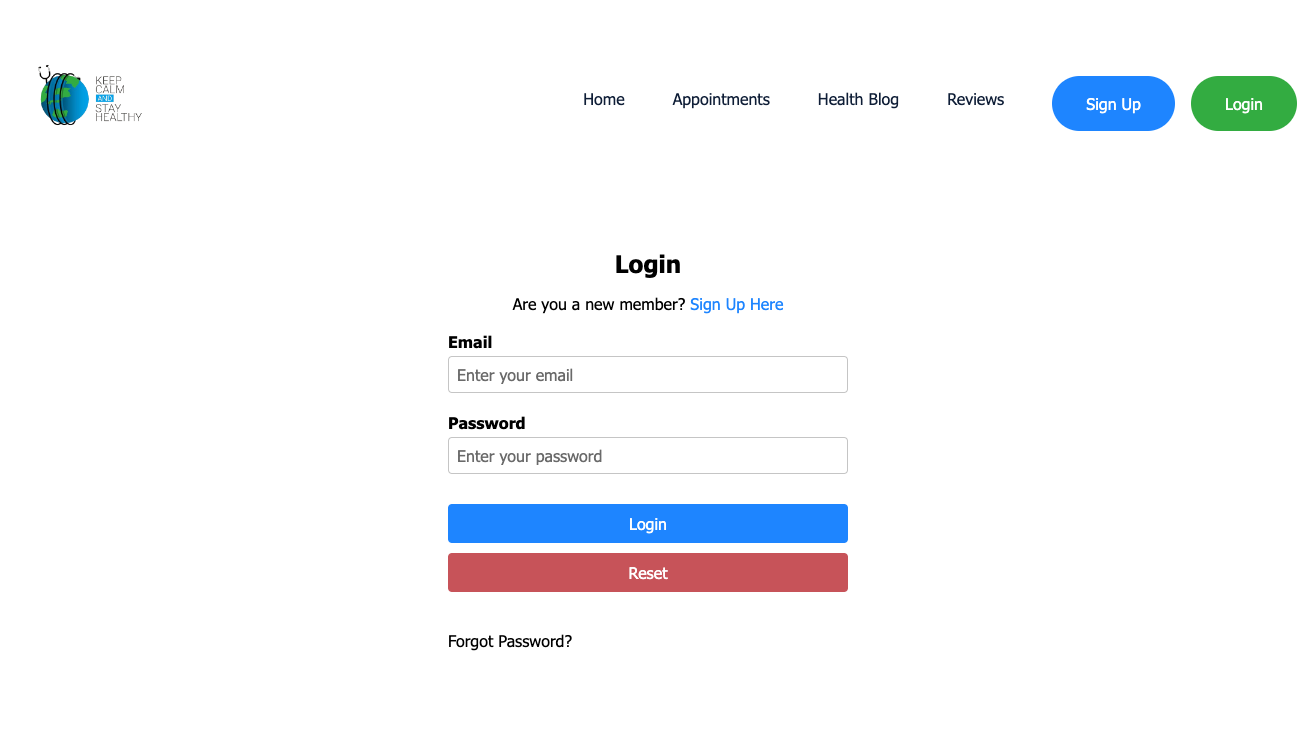 KEEP
CALM
AND
STAY
HEALTHY
Home Appointments Health Blog Reviews Sign Up Login
Login
Are you a new member? Sign Up Here
Email
Enter your email
Password
Enter your password
Login
Reset
Forgot Password?